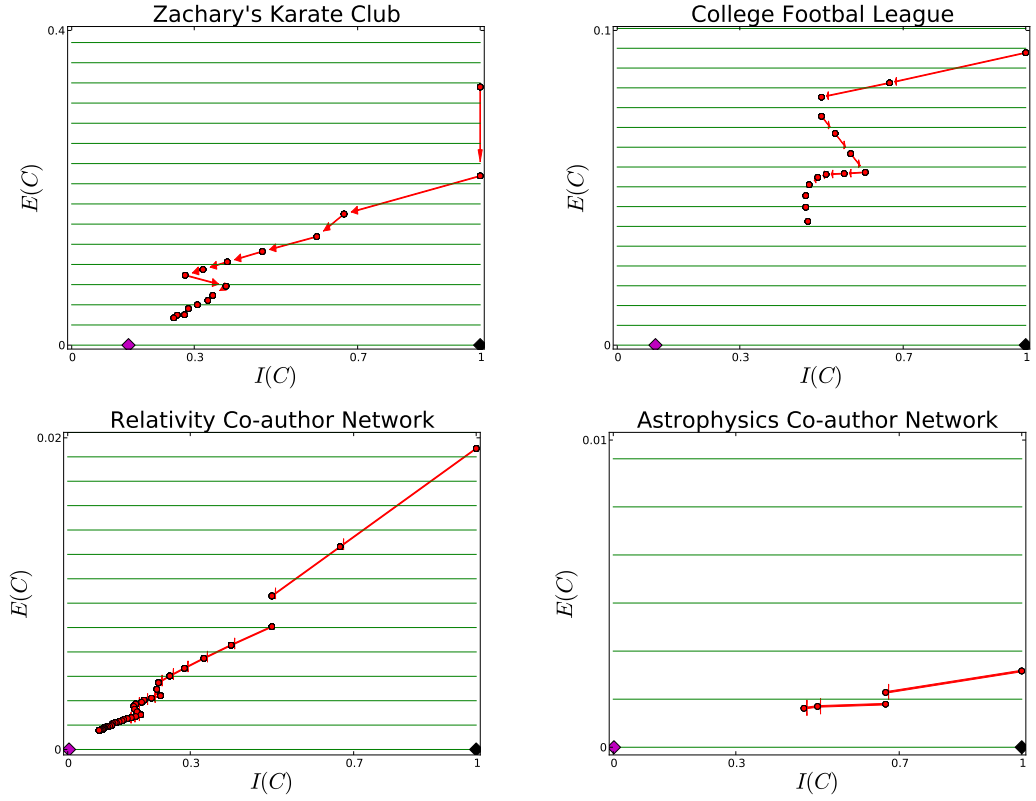 Zachary's Karate Club
0.4
E(C)
0
0 0.3 0.7 1
I(C)
College Footbal League
0.1
E(C)
0
0 0.3 0.7 1
I(C)
Relativity Co-author Network
0.02
E(C)
0
0 0.3 0.7 1
I(C)
Astrophysics Co-author Network
0.01
E(C)
0
0 0.3 0.7 1
I(C)